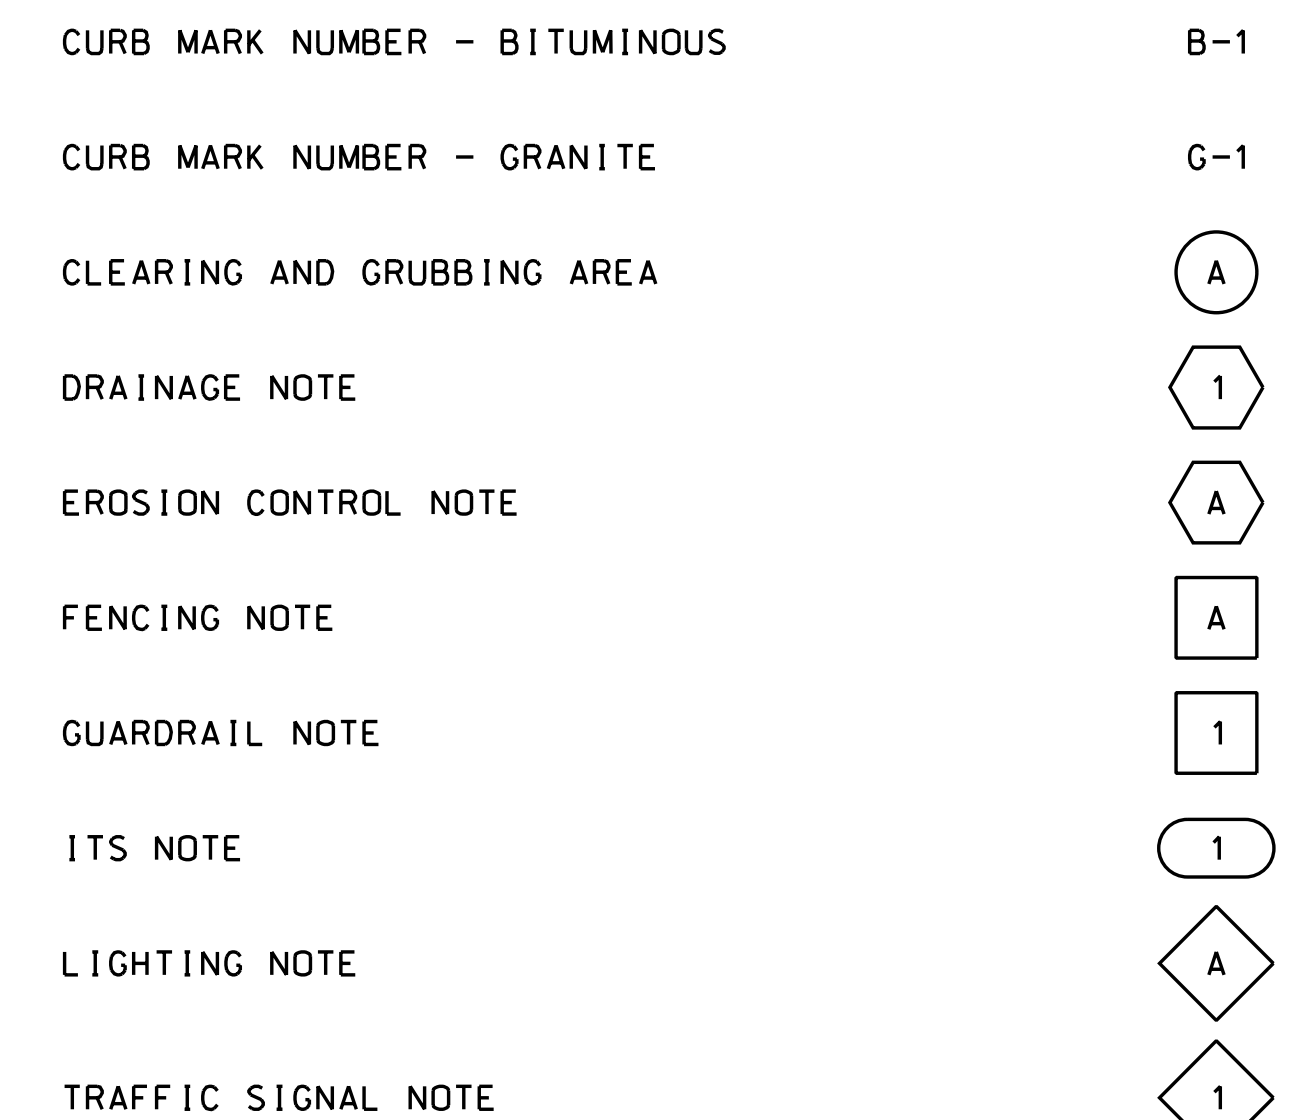 CURB MARK NUMBER - BITUMINOUS B-1
CURB MARK NUMBER - GRANITE G-1
CLEARING AND GRUBBING AREA A
DRAINAGE NOTE 1
EROSION CONTROL NOTE A
FENCING NOTE A
GUARDRAIL NOTE 1
ITS NOTE 1
LIGHTING NOTE A
TRAFFIC SIGNAL NOTE 1